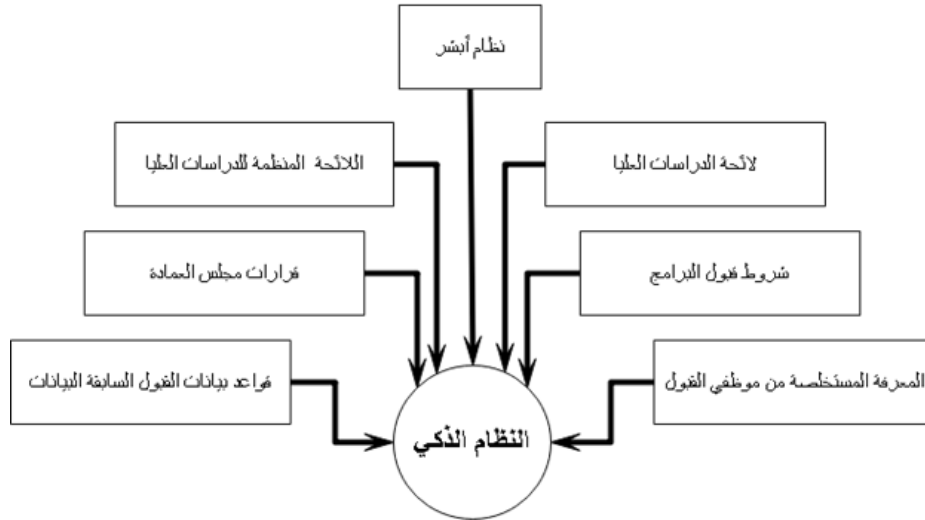 نظام أبشر
لائحة الدراسات العليا
اللائحة المنظمة للدراسات العليا
شروط قبول البرامج
قرارات مجلس العمادة
المعرفة المستخلصة من موظفي القبول
قواعد بيانات القبول السابقة البيانات
النظام الذكي